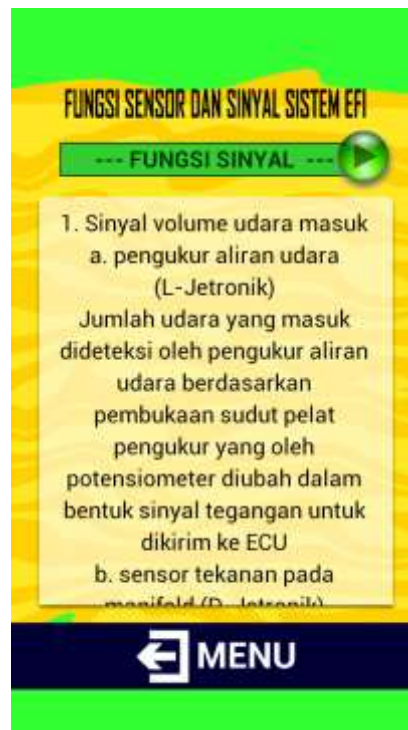 FUNGSI SENSOR DAN SINYAL SISTEM EFI
--- FUNGSI SINYAL ---
1. Sinyal volume udara masuk
a. pengukur aliran udara
(L-Jetronik)
Jumlah udara yang masuk
dideteksi oleh pengukur aliran
udara berdasarkan
pembukaan sudut pelat
pengukur yang oleh
potensiometer diubah dalam
bentuk sinyal tegangan untuk
dikirim ke ECU
b. sensor tekanan pada
manifold (D-Jetronik)
MENU